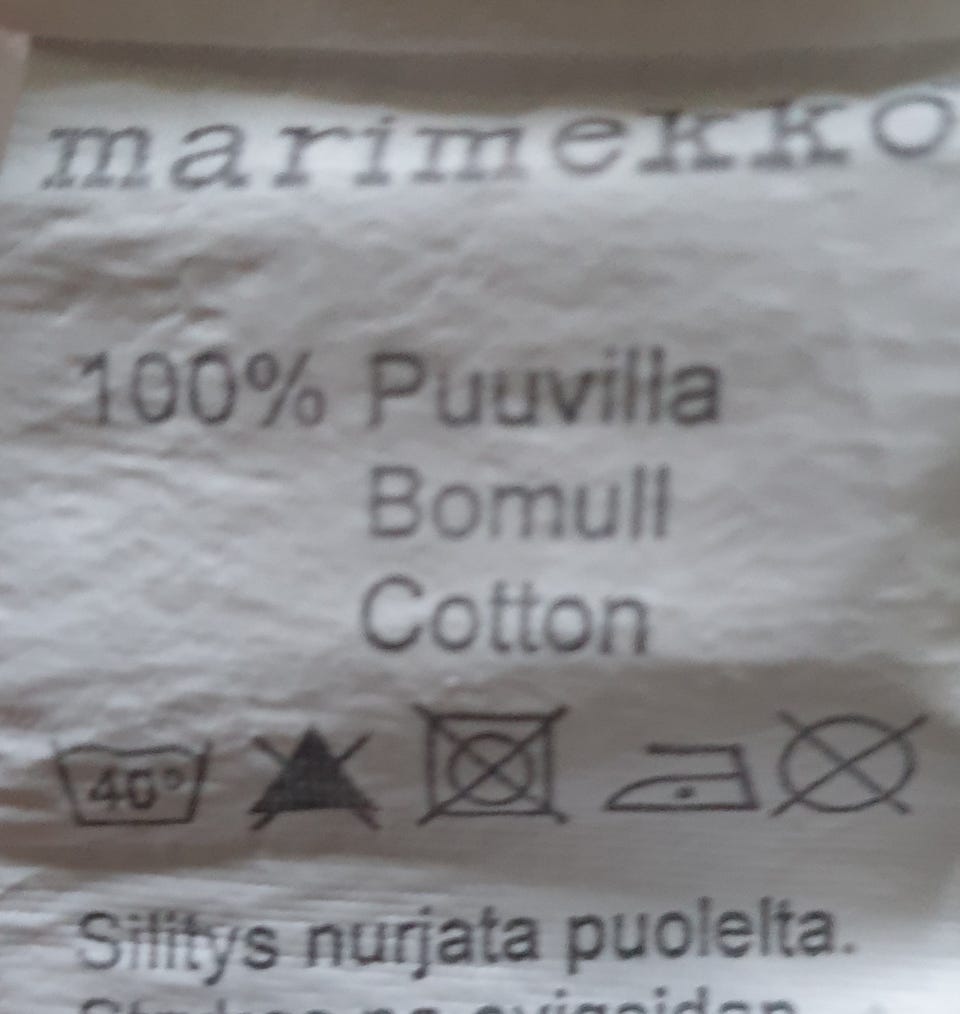 marimekko
100% Puuvilla
Bomull
Cotton
40°
Silitys nurjata puolelta.